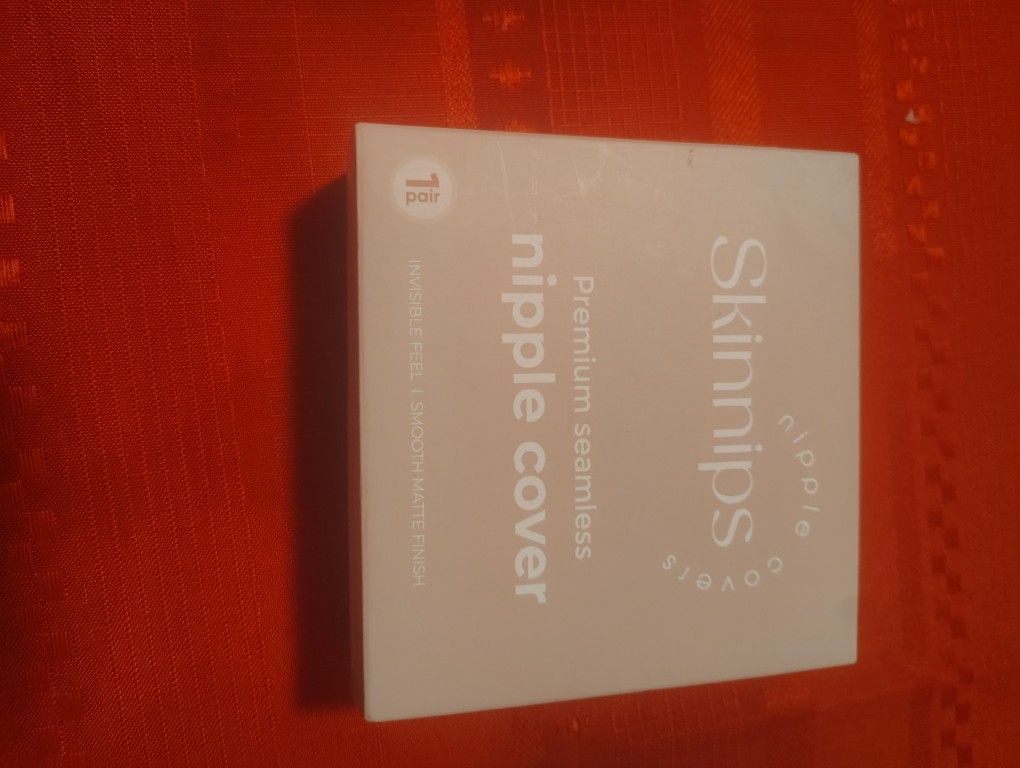 Skinnips
nipple covers
Premium seamless
nipple cover
INVISIBLE FEEL | SMOOTH MATTE FINISH
1
pair